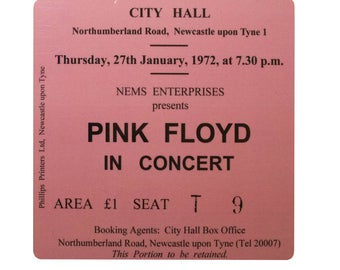 CITY HALL
Northumberland Road, Newcastle upon Tyne 1
Thursday, 27th January, 1972, at 7.30 p.m.
NEMS ENTERPRISES
presents
PINK FLOYD
IN CONCERT
AREA £1 SEAT T 9
Booking Agents: City Hall Box Office
Northumberland Road, Newcastle upon Tyne (Tel 20007)
This Portion to be retained.
Phillips Printers Ltd, Newcastle upon Tyne